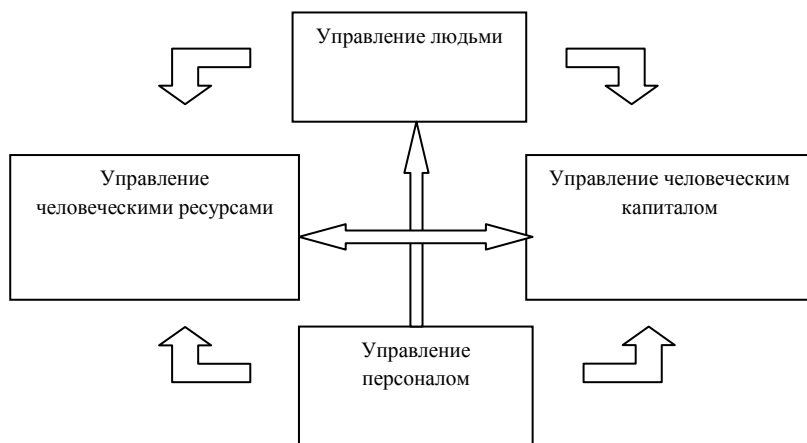 Управление людьми
Управление
человеческими ресурсами
Управление человеческим
капиталом
Управление
персоналом